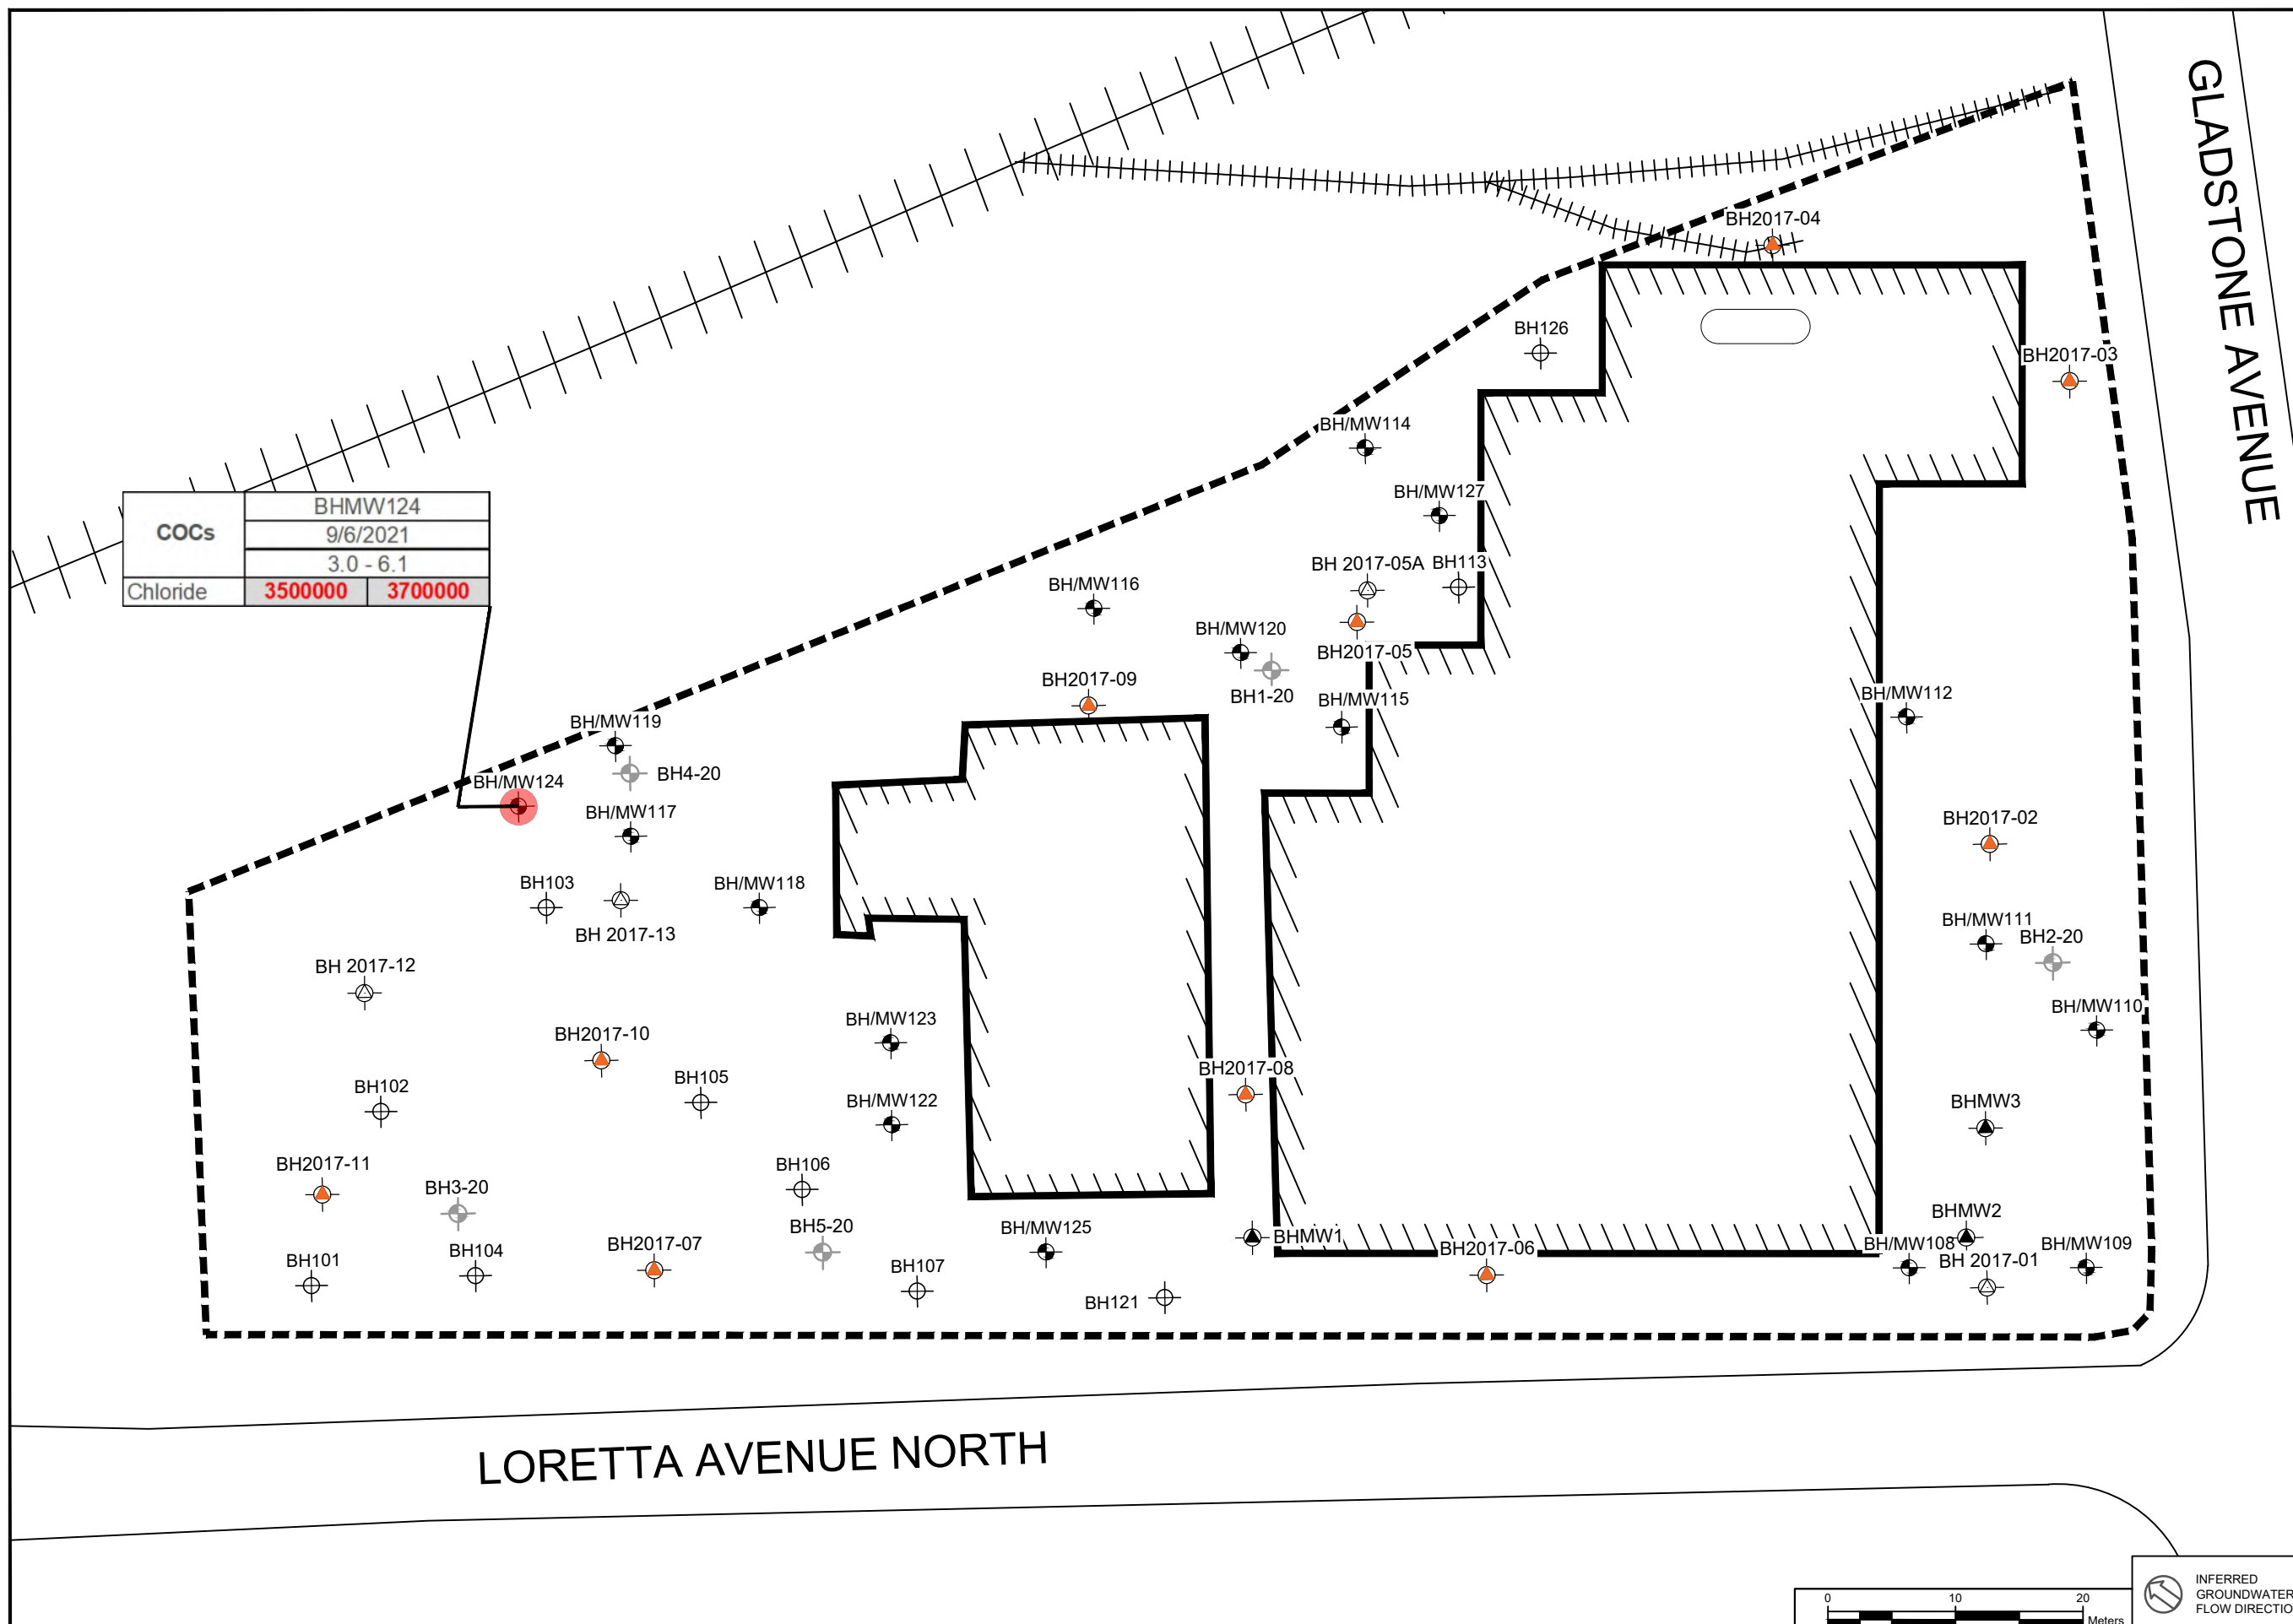 GLADSTONE AVENUE
BH2017-04
BH126
BH2017-03
BH/MW114
BH/MW127
COCs
BHMW124
9/6/2021
3.0 - 6.1
Chloride 3500000 3700000
BH 2017-05A BH113
BH/MW116
BH/MW120
BH2017-05
BH2017-09
BH1-20
BH/MW115
BH/MW112
BH/MW119
BH4-20
BH/MW124
BH/MW117
BH2017-02
BH103
BH/MW118
BH 2017-13
BH/MW111
BH2-20
BH 2017-12
BH/MW110
BH/MW123
BH2017-10
BH2017-08
BH105
BH102
BH/MW122
BHMW3
BH2017-11
BH106
BH3-20
BHMW2
BH5-20
BH/MW125
BHMW1
BH2017-07
BH104
BH2017-06
BH/MW108
BH/MW109
BH101
BH107
BH 2017-01
BH121
LORETTA AVENUE NORTH
0 10 20
Meters
INFERRED
GROUNDWATER
FLOW DIRECTIO